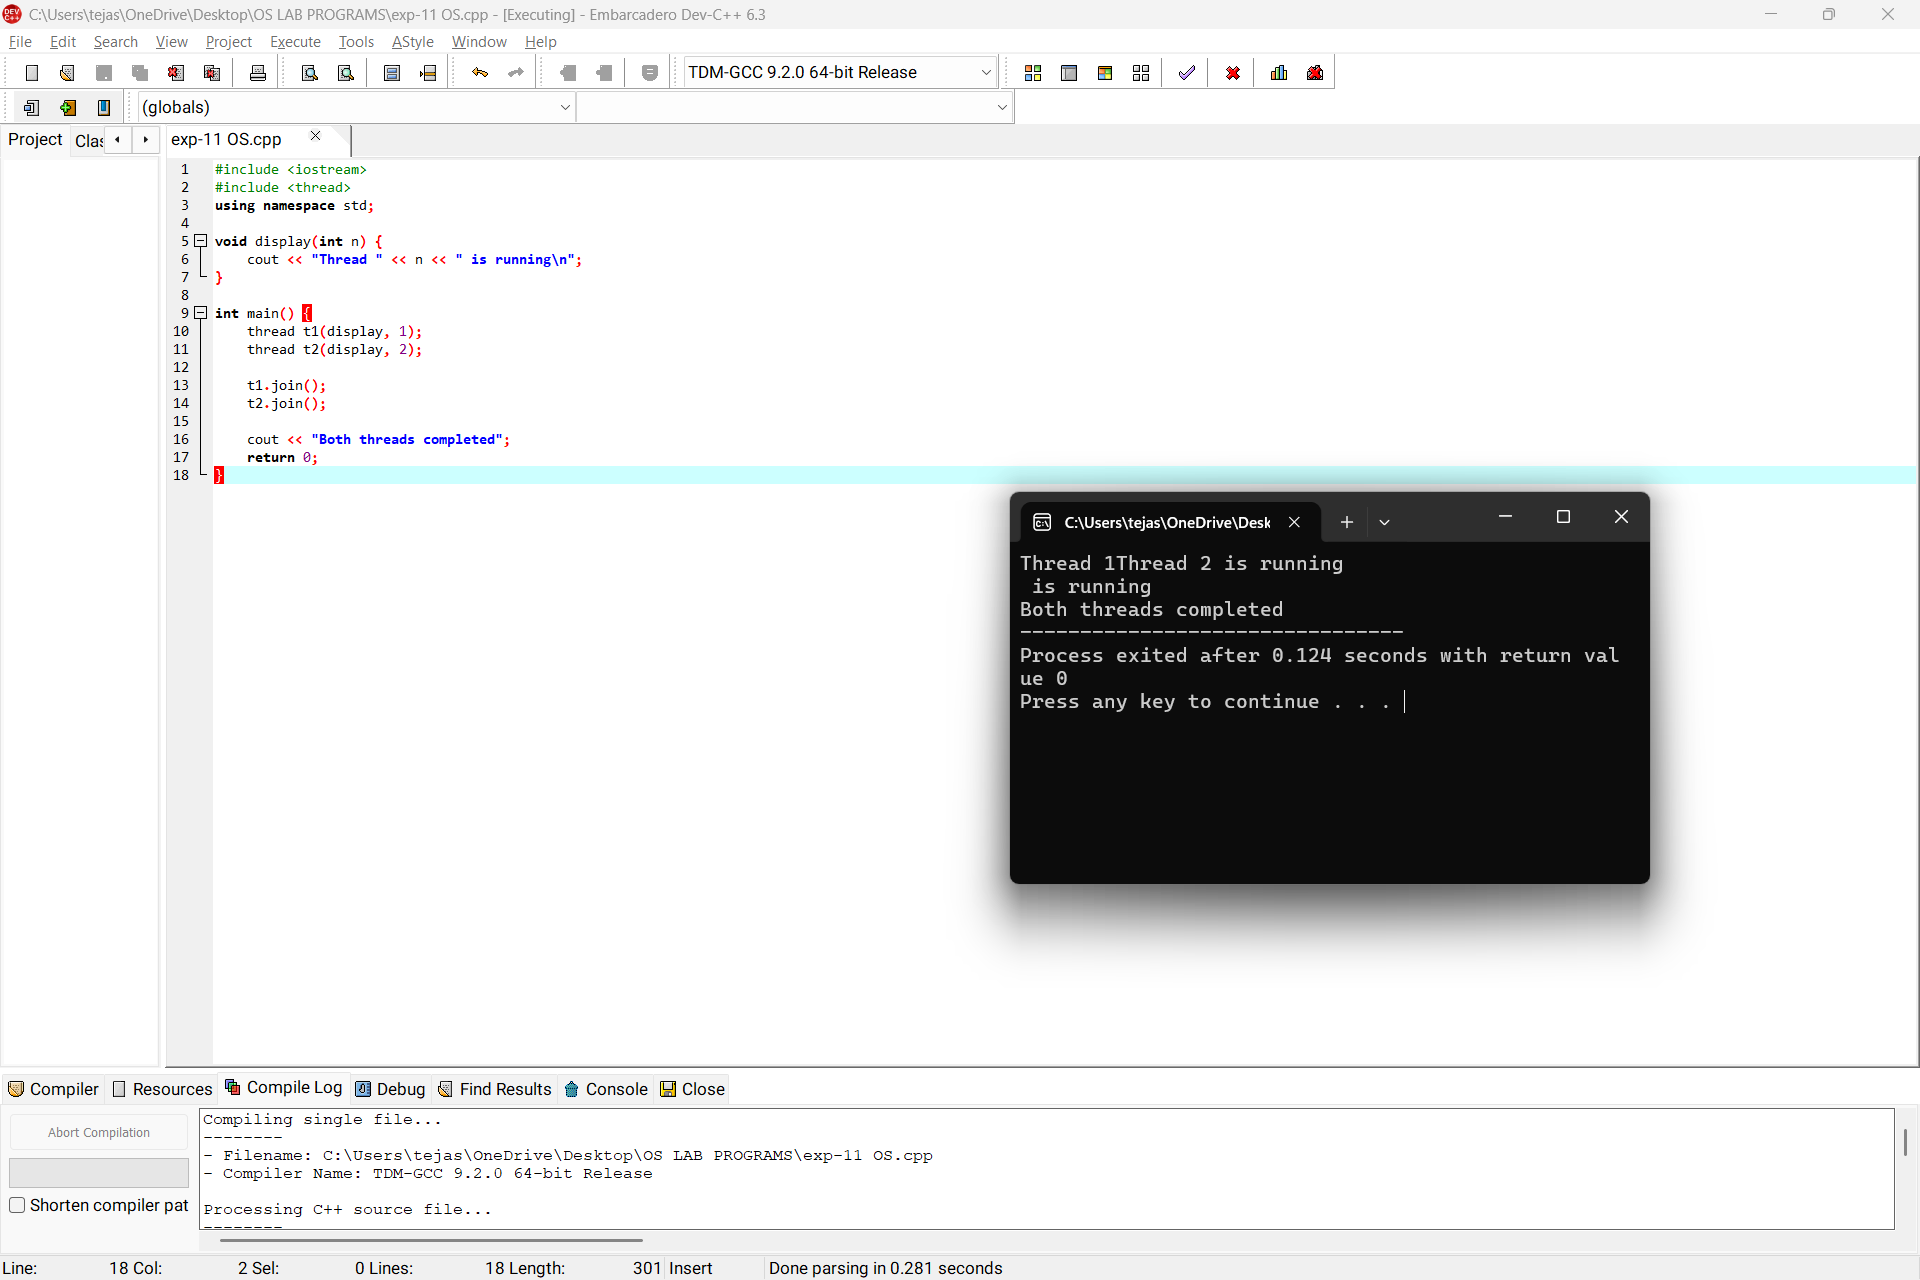 C:\Users\tejas\OneDrive\Desktop\OS LAB PROGRAMS\exp-11 OS.cpp - [Executing] - Embarcadero Dev-C++ 6.3
File Edit Search View Project Execute Tools AStyle Window Help
TDM-GCC 9.2.0 64-bit Release
(globals)
Project Clas
exp-11 OS.cpp
1 #include <iostream>
2 #include <thread>
3 using namespace std;
4
5 void display(int n) {
6     cout << "Thread " << n << " is running\n";
7 }
8
9 int main() {
10     thread t1(display, 1);
11     thread t2(display, 2);
12
13     t1.join();
14     t2.join();
15
16     cout << "Both threads completed";
17     return 0;
18 }
C:\Users\tejas\OneDrive\Desk
Thread 1Thread 2 is running
 is running
Both threads completed
--------------------------------
Process exited after 0.124 seconds with return val
ue 0
Press any key to continue . . .
Compiler Resources Compile Log Debug Find Results Console Close
Abort Compilation
Shorten compiler pat
Compiling single file...
--------
- Filename: C:\Users\tejas\OneDrive\Desktop\OS LAB PROGRAMS\exp-11 OS.cpp
- Compiler Name: TDM-GCC 9.2.0 64-bit Release
Processing C++ source file...
--------
Line: 18 Col: 2 Sel: 0 Lines: 18 Length: 301 Insert Done parsing in 0.281 seconds